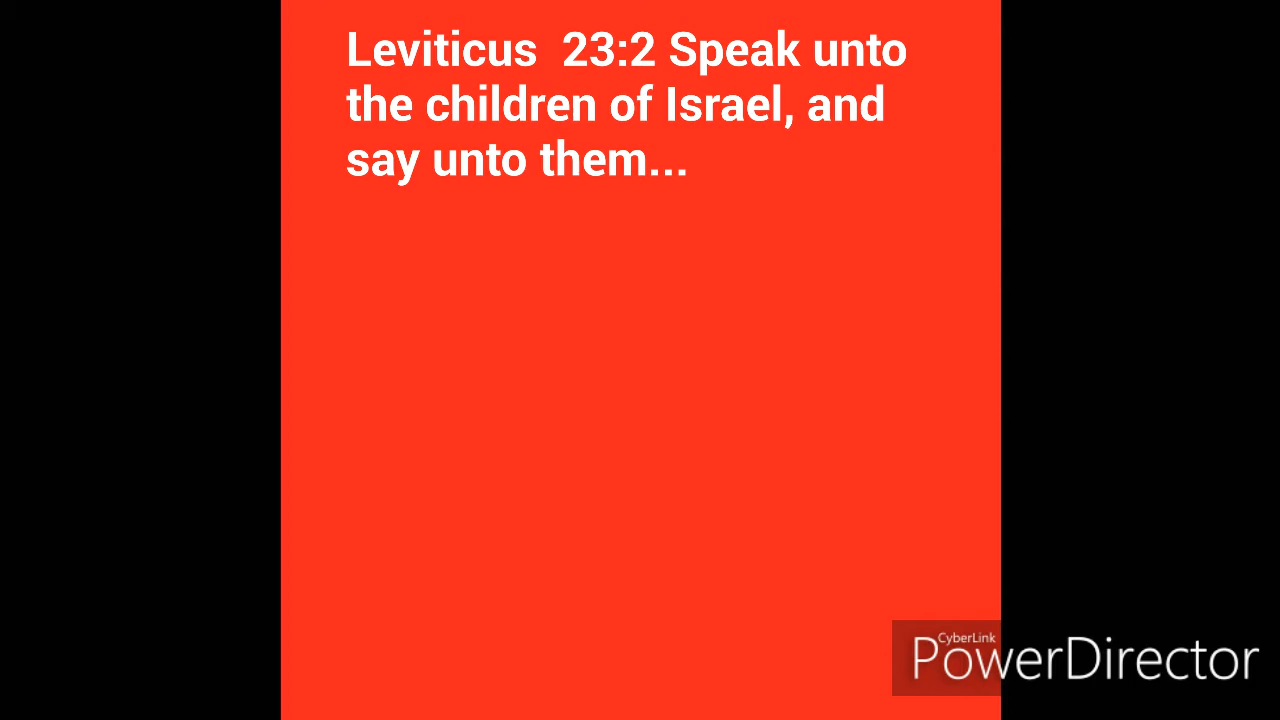 Leviticus  23:2 Speak unto
the children of Israel, and
say unto them...
CyberLink
PowerDirector